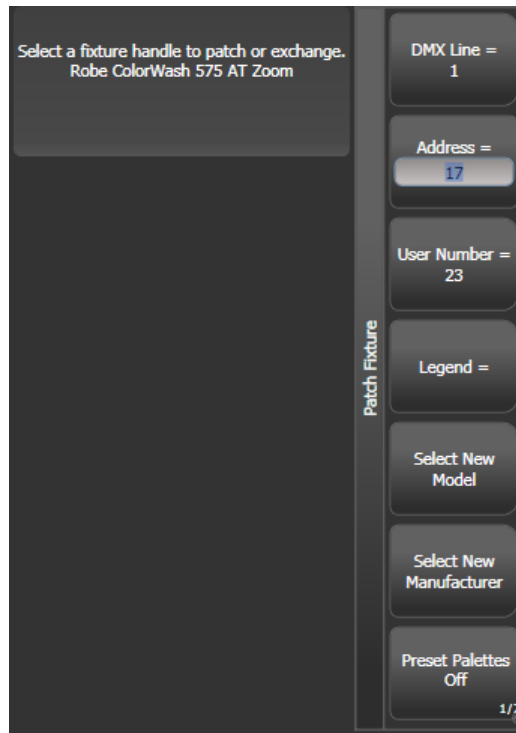 Select a fixture handle to patch or exchange.
Robe ColorWash 575 AT Zoom
Patch Fixture
DMX Line =
1
Address =
17
User Number =
23
Legend =
Select New
Model
Select New
Manufacturer
Preset Palettes
Off